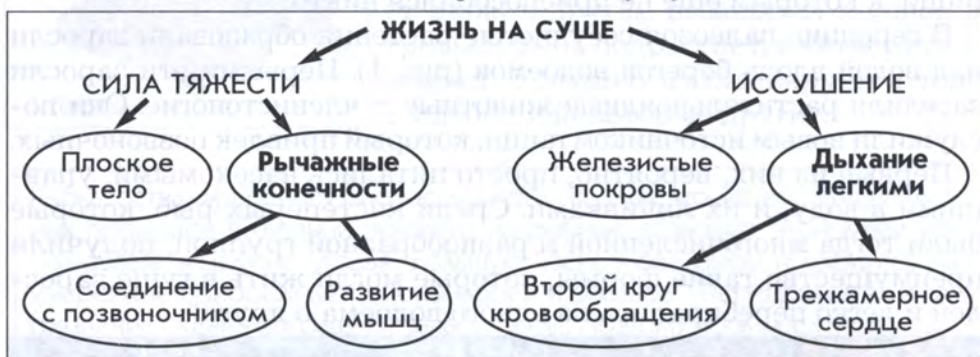 ЖИЗНЬ НА СУШЕ
СИЛА ТЯЖЕСТИ
ИССУШЕНИЕ
Плоское
тело
Рычажные
конечности
Железистые
покровы
Дыхание
легкими
Соединение
с позвоночником
Развитие
мышц
Второй круг
кровообращения
Трехкамерное
сердце